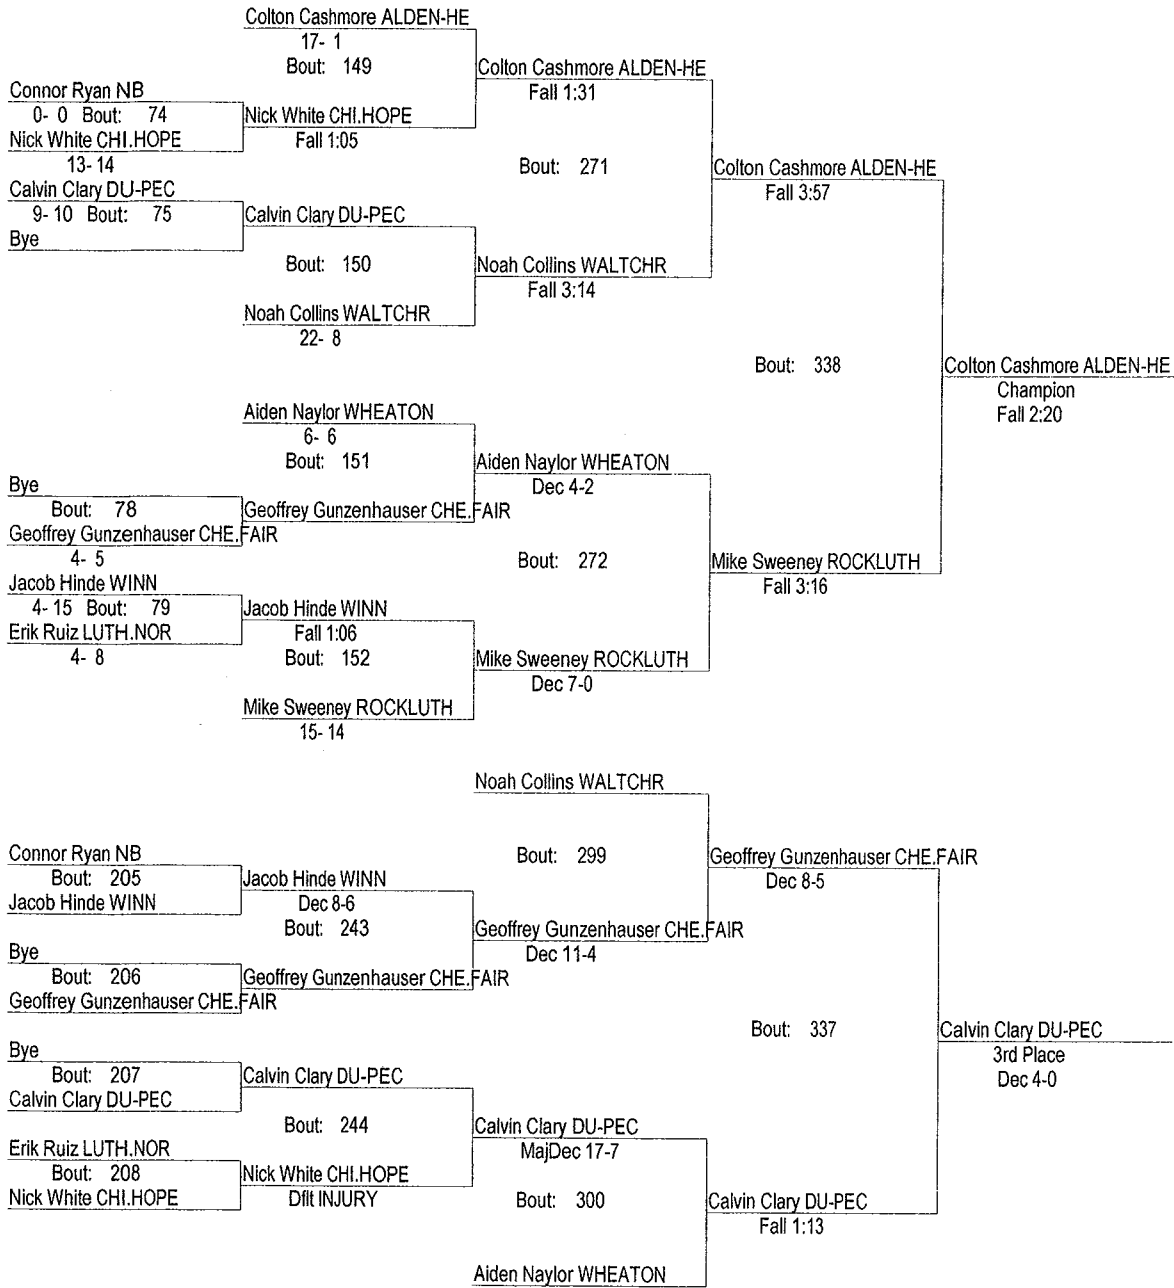 Colton Cashmore ALDEN-HE
17- 1
Bout: 149
Colton Cashmore ALDEN-HE
Fall 1:31
Connor Ryan NB
0- 0 Bout: 74
Nick White CHI.HOPE
Nick White CHI.HOPE
Fall 1:05
13- 14
Bout: 271
Colton Cashmore ALDEN-HE
Fall 3:57
Calvin Clary DU-PEC
9- 10 Bout: 75
Calvin Clary DU-PEC
Bye
Bout: 150
Noah Collins WALTCHR
Fall 3:14
Noah Collins WALTCHR
22- 8
Bout: 338
Colton Cashmore ALDEN-HE
Champion
Fall 2:20
Aiden Naylor WHEATON
6- 6
Bout: 151
Aiden Naylor WHEATON
Dec 4-2
Bye
Bout: 78
Geoffrey Gunzenhauser CHE.FAIR
Geoffrey Gunzenhauser CHE.FAIR
4- 5
Bout: 272
Mike Sweeney ROCKLUTH
Fall 3:16
Jacob Hinde WINN
4- 15 Bout: 79
Jacob Hinde WINN
Fall 1:06
Erik Ruiz LUTH.NOR
4- 8
Bout: 152
Mike Sweeney ROCKLUTH
Dec 7-0
Mike Sweeney ROCKLUTH
15- 14
Noah Collins WALTCHR
Bout: 299
Geoffrey Gunzenhauser CHE.FAIR
Dec 8-5
Connor Ryan NB
Bout: 205
Jacob Hinde WINN
Jacob Hinde WINN
Dec 8-6
Bout: 243
Geoffrey Gunzenhauser CHE.FAIR
Dec 11-4
Bye
Bout: 206
Geoffrey Gunzenhauser CHE.FAIR
Geoffrey Gunzenhauser CHE.FAIR
Bout: 337
Calvin Clary DU-PEC
3rd Place
Dec 4-0
Bye
Bout: 207
Calvin Clary DU-PEC
Calvin Clary DU-PEC
Bout: 244
Calvin Clary DU-PEC
MajDec 17-7
Erik Ruiz LUTH.NOR
Bout: 208
Nick White CHI.HOPE
Nick White CHI.HOPE
Dflt INJURY
Bout: 300
Calvin Clary DU-PEC
Fall 1:13
Aiden Naylor WHEATON